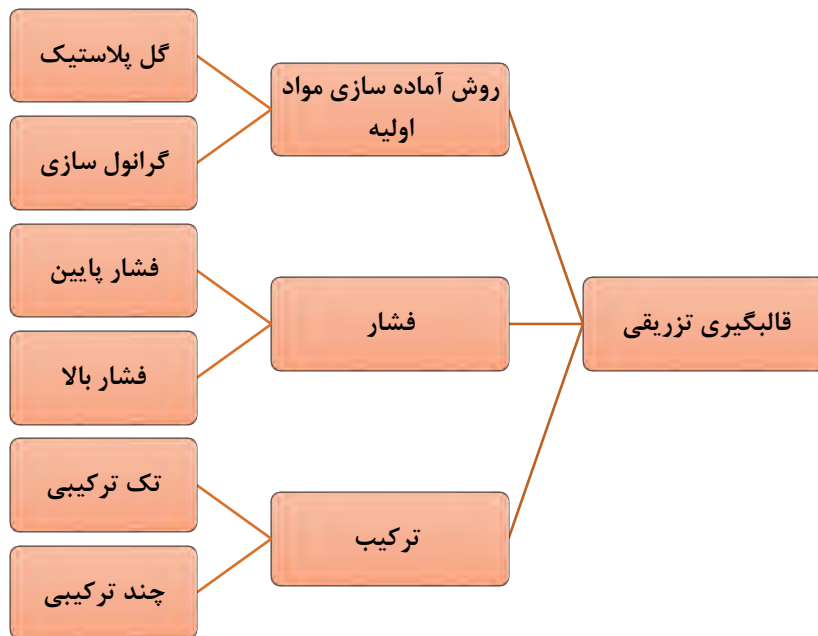 قالبگیری تزریقی
روش آماده سازی مواد
اولیه
گل پلاستیک
گرانول سازی
فشار
فشار پایین
فشار بالا
ترکیب
تک ترکیبی
چند ترکیبی